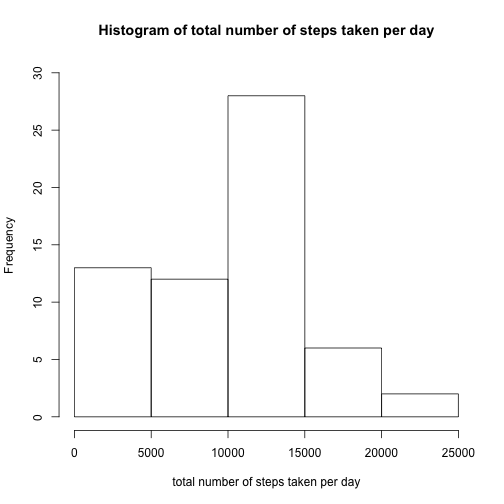 Histogram of total number of steps taken per day
Frequency
30
25
20
15
10
5
0
0 5000 10000 15000 20000 25000
total number of steps taken per day